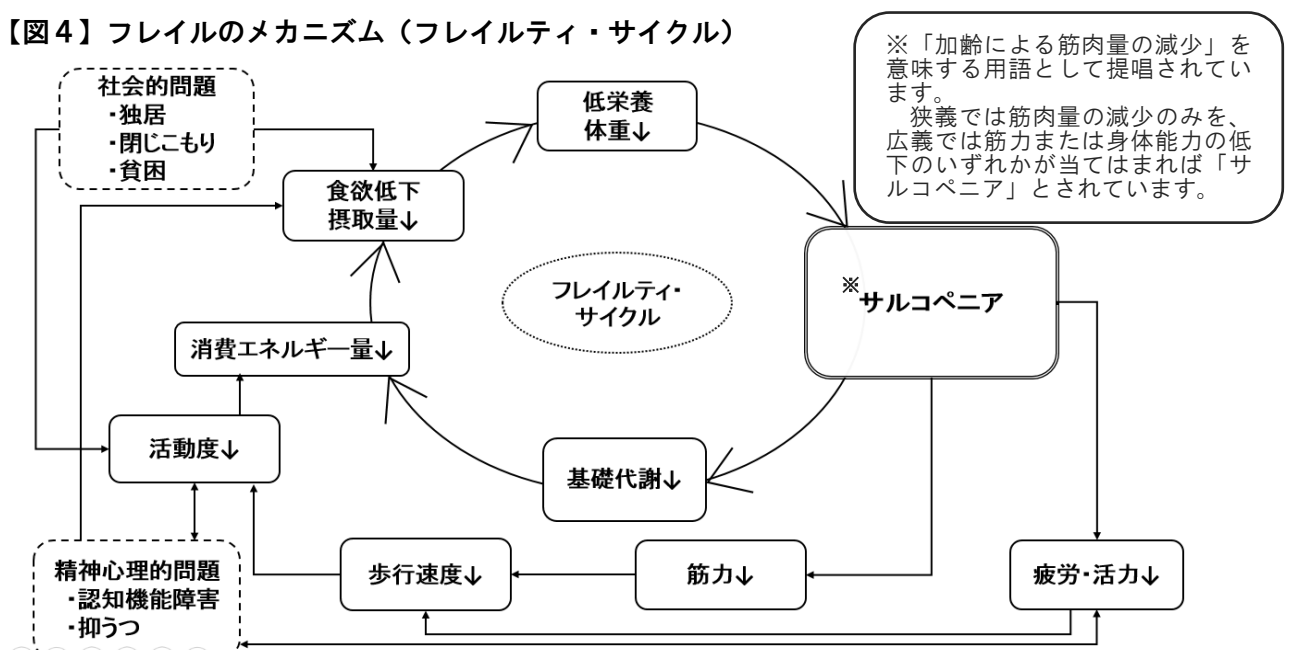 【図４】フレイルのメカニズム（フレイルティ・サイクル）
※「加齢による筋肉量の減少」を
意味する用語として提唱されてい
ます。
　狭義では筋肉量の減少のみを、
広義では筋力または身体能力の低
下のいずれかが当てはまれば「サ
ルコペニア」とされています。
社会的問題
・独居
・閉じこもり
・貧困
低栄養
体重↓
食欲低下
摂取量↓
フレイルティ・
サイクル
※サルコペニア
消費エネルギー量↓
活動度↓
基礎代謝↓
精神心理的問題
・認知機能障害
・抑うつ
歩行速度↓
筋力↓
疲労・活力↓